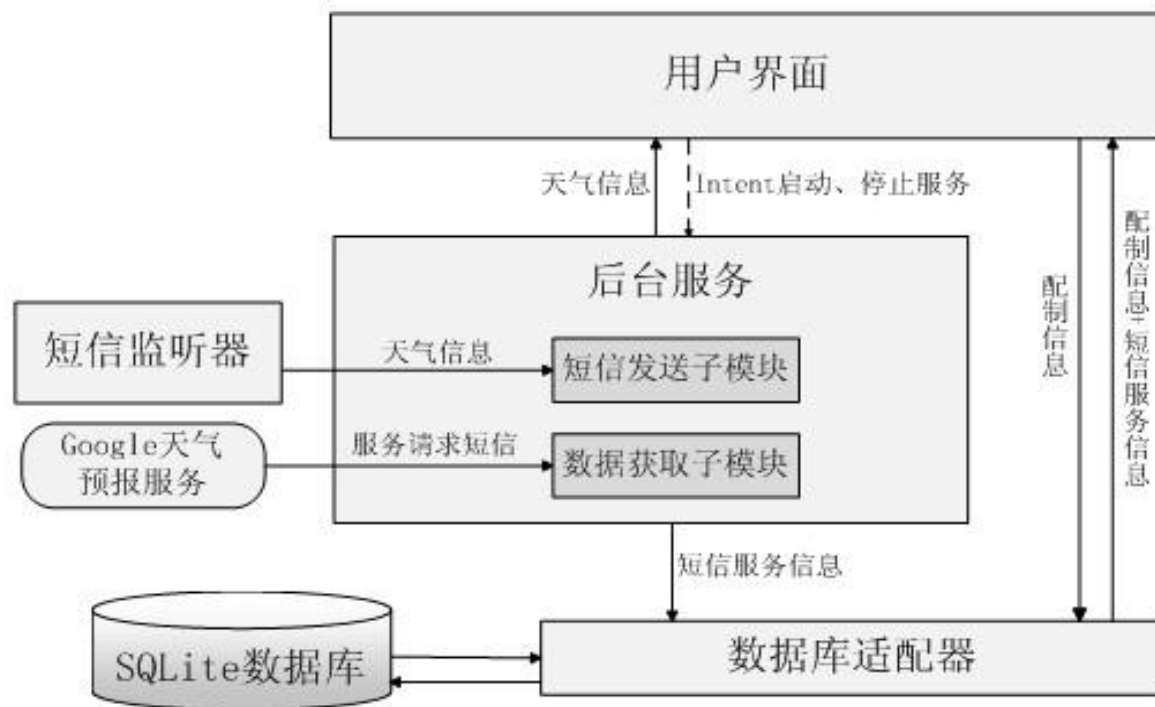 用户界面
天气信息
Intent启动、停止服务
后台服务
短信监听器
天气信息
短信发送子模块
Google天气
预报服务
服务请求短信
数据获取子模块
配制信息
配制信息+短信服务信息
短信服务信息
SQLite数据库
数据库适配器